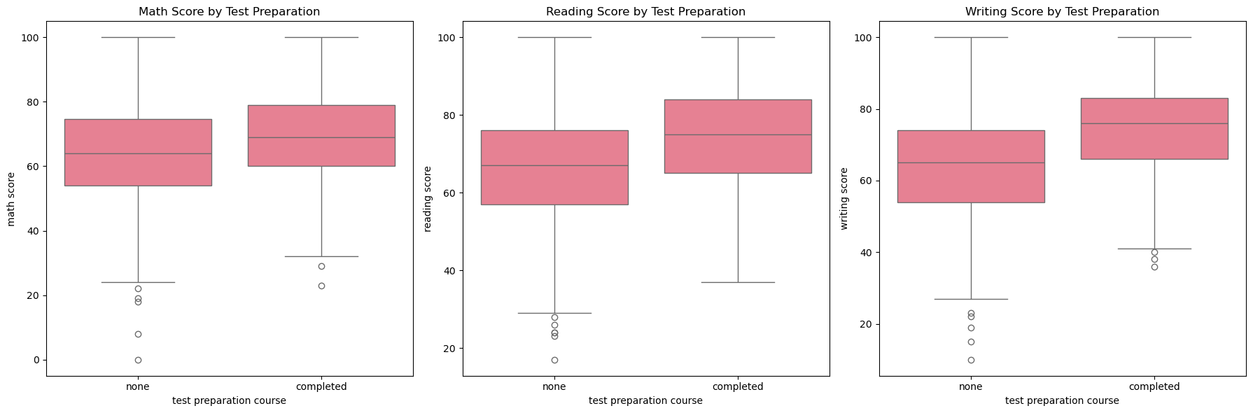 Math Score by Test Preparation
100
80
60
40
20
0
math score
none
completed
test preparation course
Reading Score by Test Preparation
100
80
60
40
20
reading score
none
completed
test preparation course
Writing Score by Test Preparation
100
80
60
40
20
writing score
none
completed
test preparation course